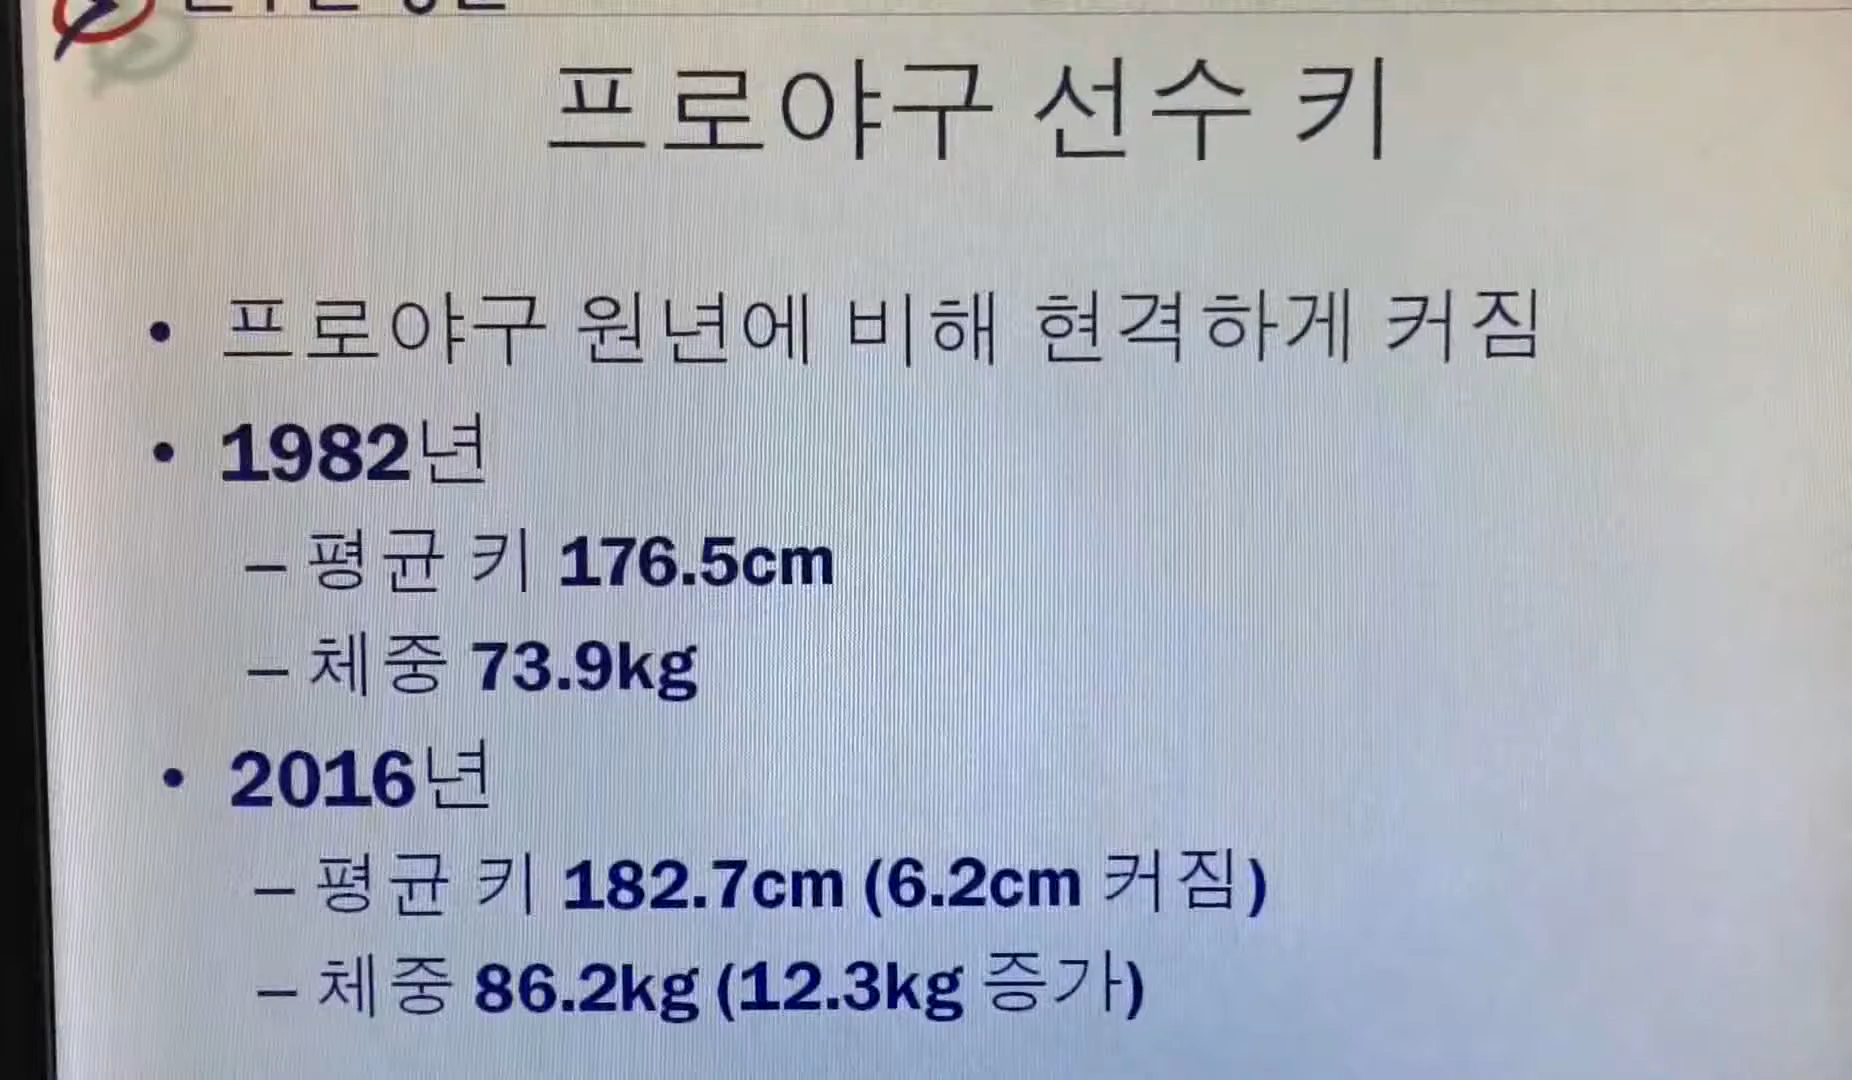 프로야구 선수 키
• 프로야구 원년에 비해 현격하게 커짐
• 1982년
– 평균 키 176.5cm
– 체중 73.9kg
• 2016년
– 평균 키 182.7cm (6.2cm 커짐)
– 체중 86.2kg (12.3kg 증가)